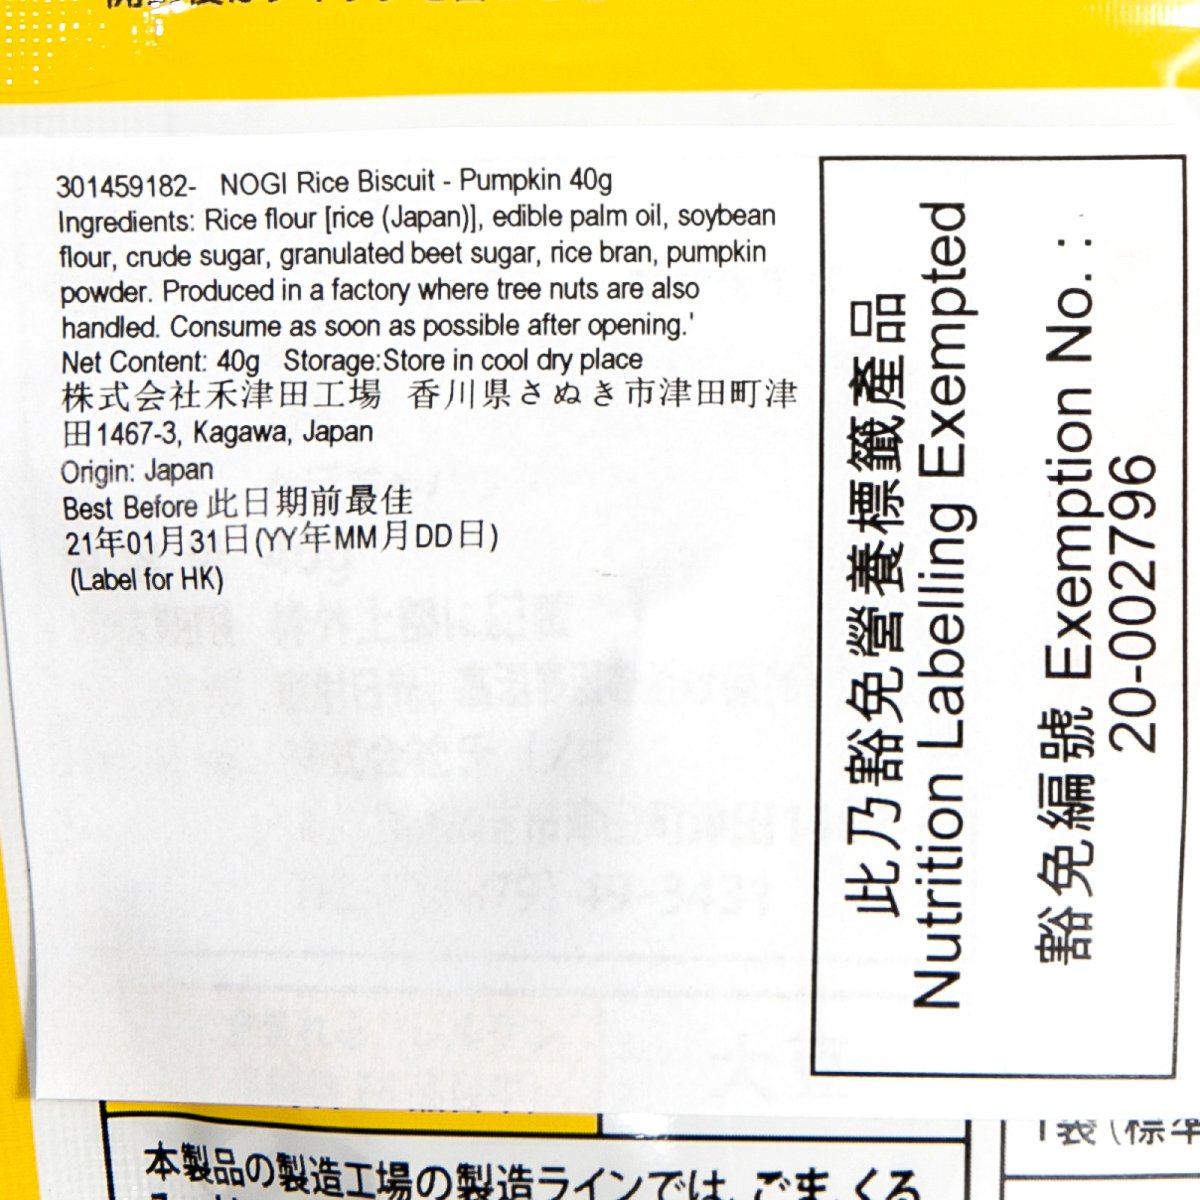 301459182- NOGI Rice Biscuit - Pumpkin 40g
Ingredients: Rice flour [rice (Japan)], edible palm oil, soybean
flour, crude sugar, granulated beet sugar, rice bran, pumpkin
powder. Produced in a factory where tree nuts are also
handled. Consume as soon as possible after opening.'
Net Content: 40g Storage:Store in cool dry place
株式会社禾津田工場 香川県さぬき市津田町津
田1467-3, Kagawa, Japan
Origin: Japan
Best Before 此日期前最佳
21年01月31日(YY年MM月DD日)
(Label for HK)
此乃豁免營養標籤產品
Nutrition Labelling Exempted
豁免編號 Exemption No. :
20-002796
1袋(標準
本製品の製造工場の製造ラインでは、ごま、くる